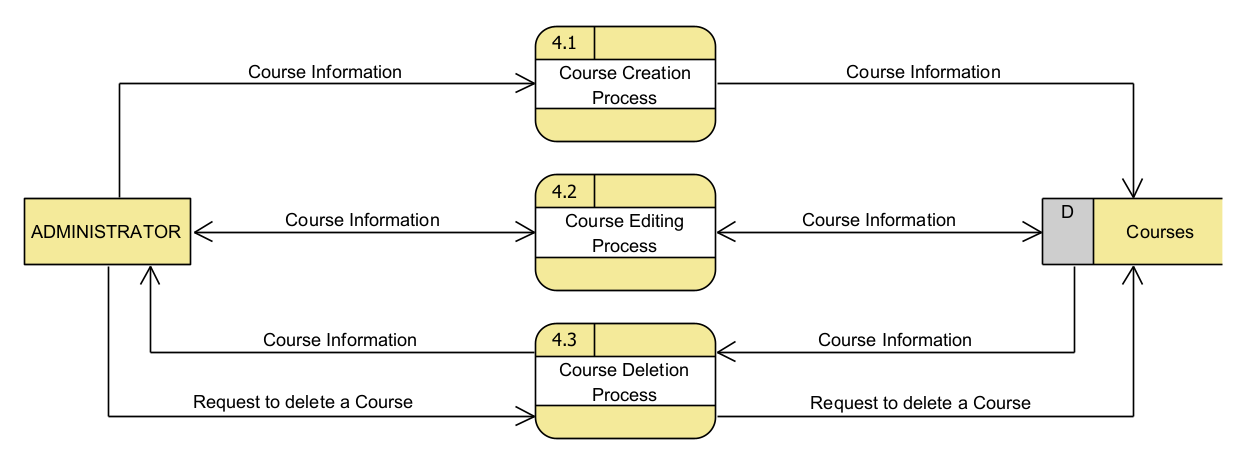 4.1
Course Information
Course Creation
Process
Course Information
4.2
D
ADMINISTRATOR
Course Information
Course Editing
Process
Course Information
Courses
4.3
Course Information
Course Information
Course Deletion
Process
Request to delete a Course
Request to delete a Course